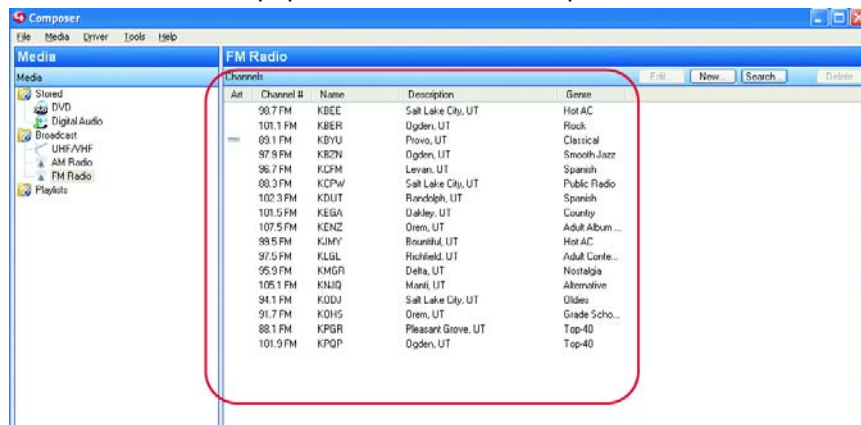 Composer
File Media Driver Tools Help
Media FM Radio
Media Channels Edit... New... Search... Delete
Stored
DVD
Digital Audio
Broadcast
UHF/VHF
AM Radio
FM Radio
Playlists
Art Channel # Name Description Genre
98.7 FM KBEE Salt Lake City, UT Hot AC
101.1 FM KBER Ogden, UT Rock
89.1 FM KBYU Provo, UT Classical
97.9 FM KBZN Ogden, UT Smooth Jazz
96.7 FM KCFM Levan, UT Spanish
88.3 FM KCPW Salt Lake City, UT Public Radio
102.3 FM KDUT Randolph, UT Spanish
101.5 FM KEGA Oakley, UT Country
107.5 FM KENZ Orem, UT Adult Album ...
99.5 FM KJMY Bountiful, UT Hot AC
97.5 FM KLGL Richfield, UT Adult Conte...
95.9 FM KMGR Delta, UT Nostalgia
105.1 FM KNJQ Manti, UT Alternative
94.1 FM KODJ Salt Lake City, UT Oldies
91.7 FM KOHS Orem, UT Grade Scho...
88.1 FM KPGR Pleasant Grove, UT Top-40
101.9 FM KPQP Ogden, UT Top-40